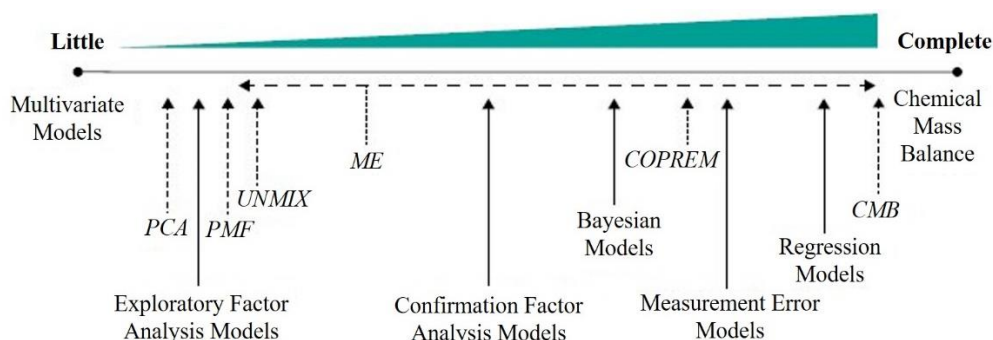 Little
Complete
Multivariate
Models
Chemical
Mass
Balance
ME
COPREM
UNMIX
CMB
PCA
PMF
Bayesian
Models
Regression
Models
Exploratory Factor
Analysis Models
Confirmation Factor
Analysis Models
Measurement Error
Models